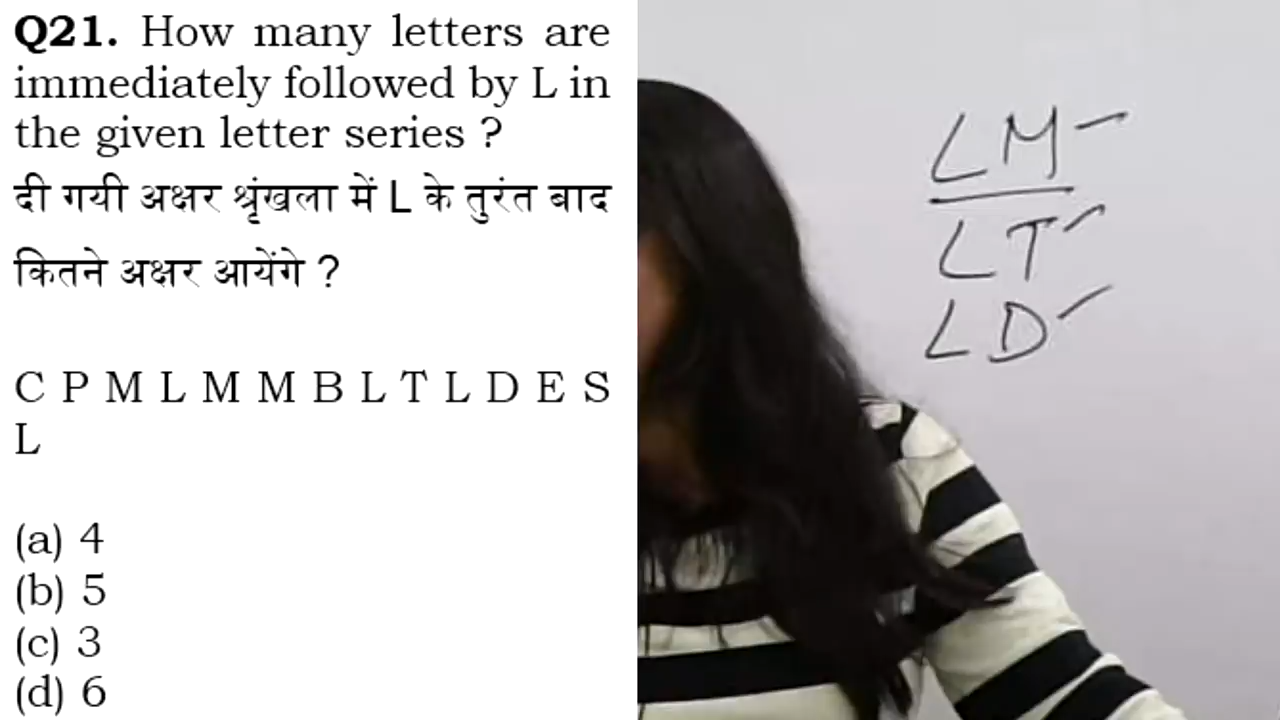 Q21. How many letters are
immediately followed by L in
the given letter series ?
दी गयी अक्षर श्रृंखला में L के तुरंत बाद
कितने अक्षर आयेंगे ?
C P M L M M B L T L D E S
L
(a) 4
(b) 5
(c) 3
(d) 6
LM
LT
LD